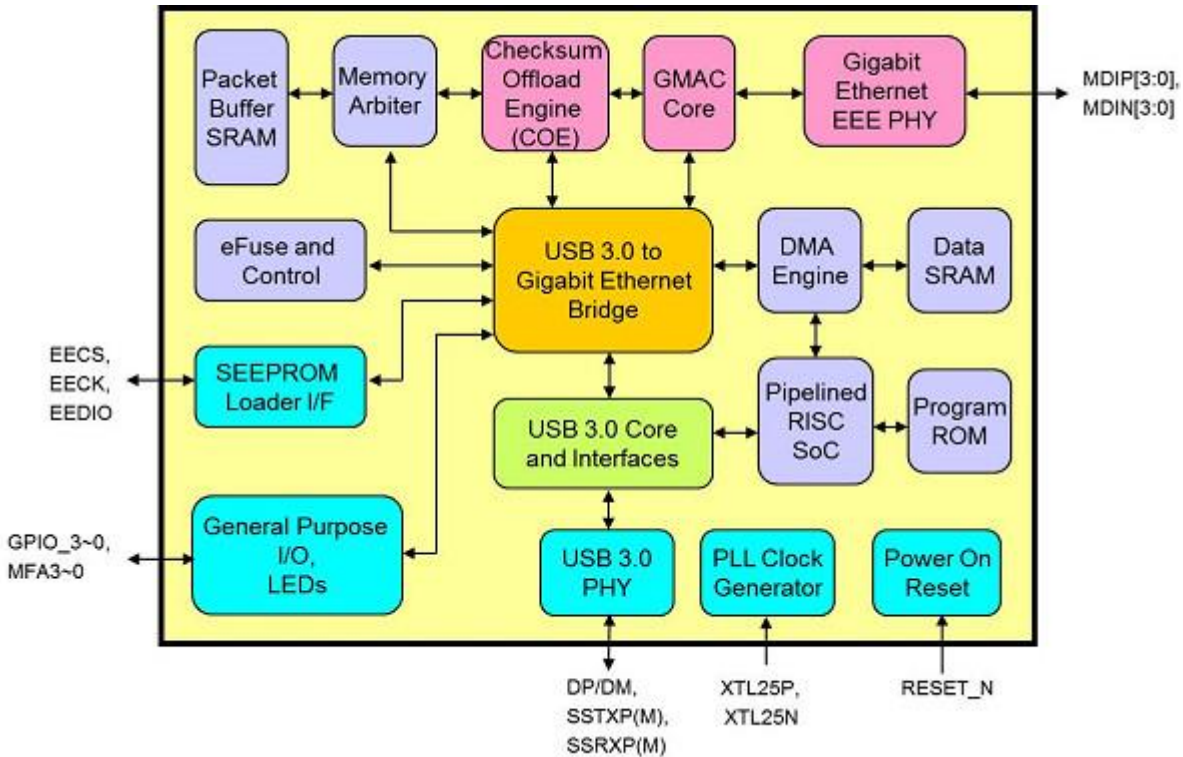 Packet
Buffer
SRAM
Memory
Arbiter
Checksum
Offload
Engine
(COE)
GMAC
Core
Gigabit
Ethernet
EEE PHY
MDIP[3:0],
MDIN[3:0]
eFuse and
Control
USB 3.0 to
Gigabit Ethernet
Bridge
DMA
Engine
Data
SRAM
EECS,
EECK,
EEDIO
SEEPROM
Loader I/F
USB 3.0 Core
and Interfaces
Pipelined
RISC
SoC
Program
ROM
GPIO_3~0,
MFA3~0
General Purpose
I/O,
LEDs
USB 3.0
PHY
PLL Clock
Generator
Power On
Reset
DP/DM,
SSTXP(M),
SSRXP(M)
XTL25P,
XTL25N
RESET_N